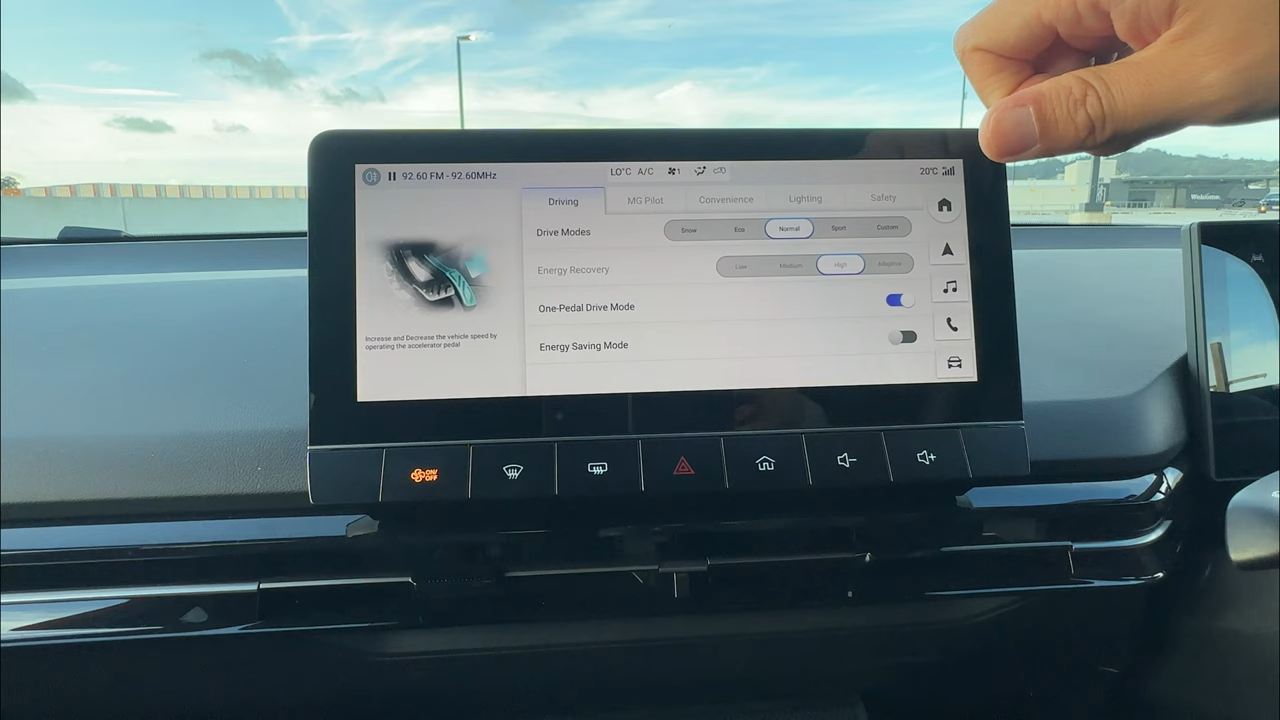 92.60 FM - 92.60MHz
LO°C A/C 1
20°C
Driving MG Pilot Convenience Lighting Safety
Drive Modes Snow Eco Normal Sport Custom
Energy Recovery Low Medium High Adaptive
One-Pedal Drive Mode
Energy Saving Mode
Increase and Decrease the vehicle speed by
operating the accelerator pedal
ON/
OFF